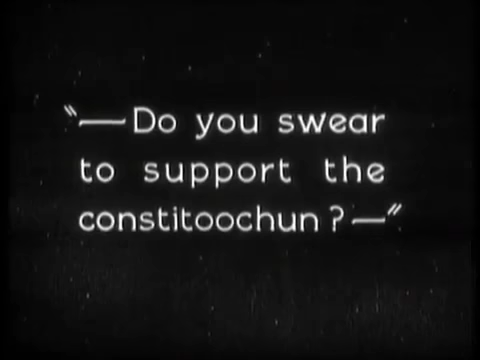 "—Do you swear
to support the
constitoochun?—"